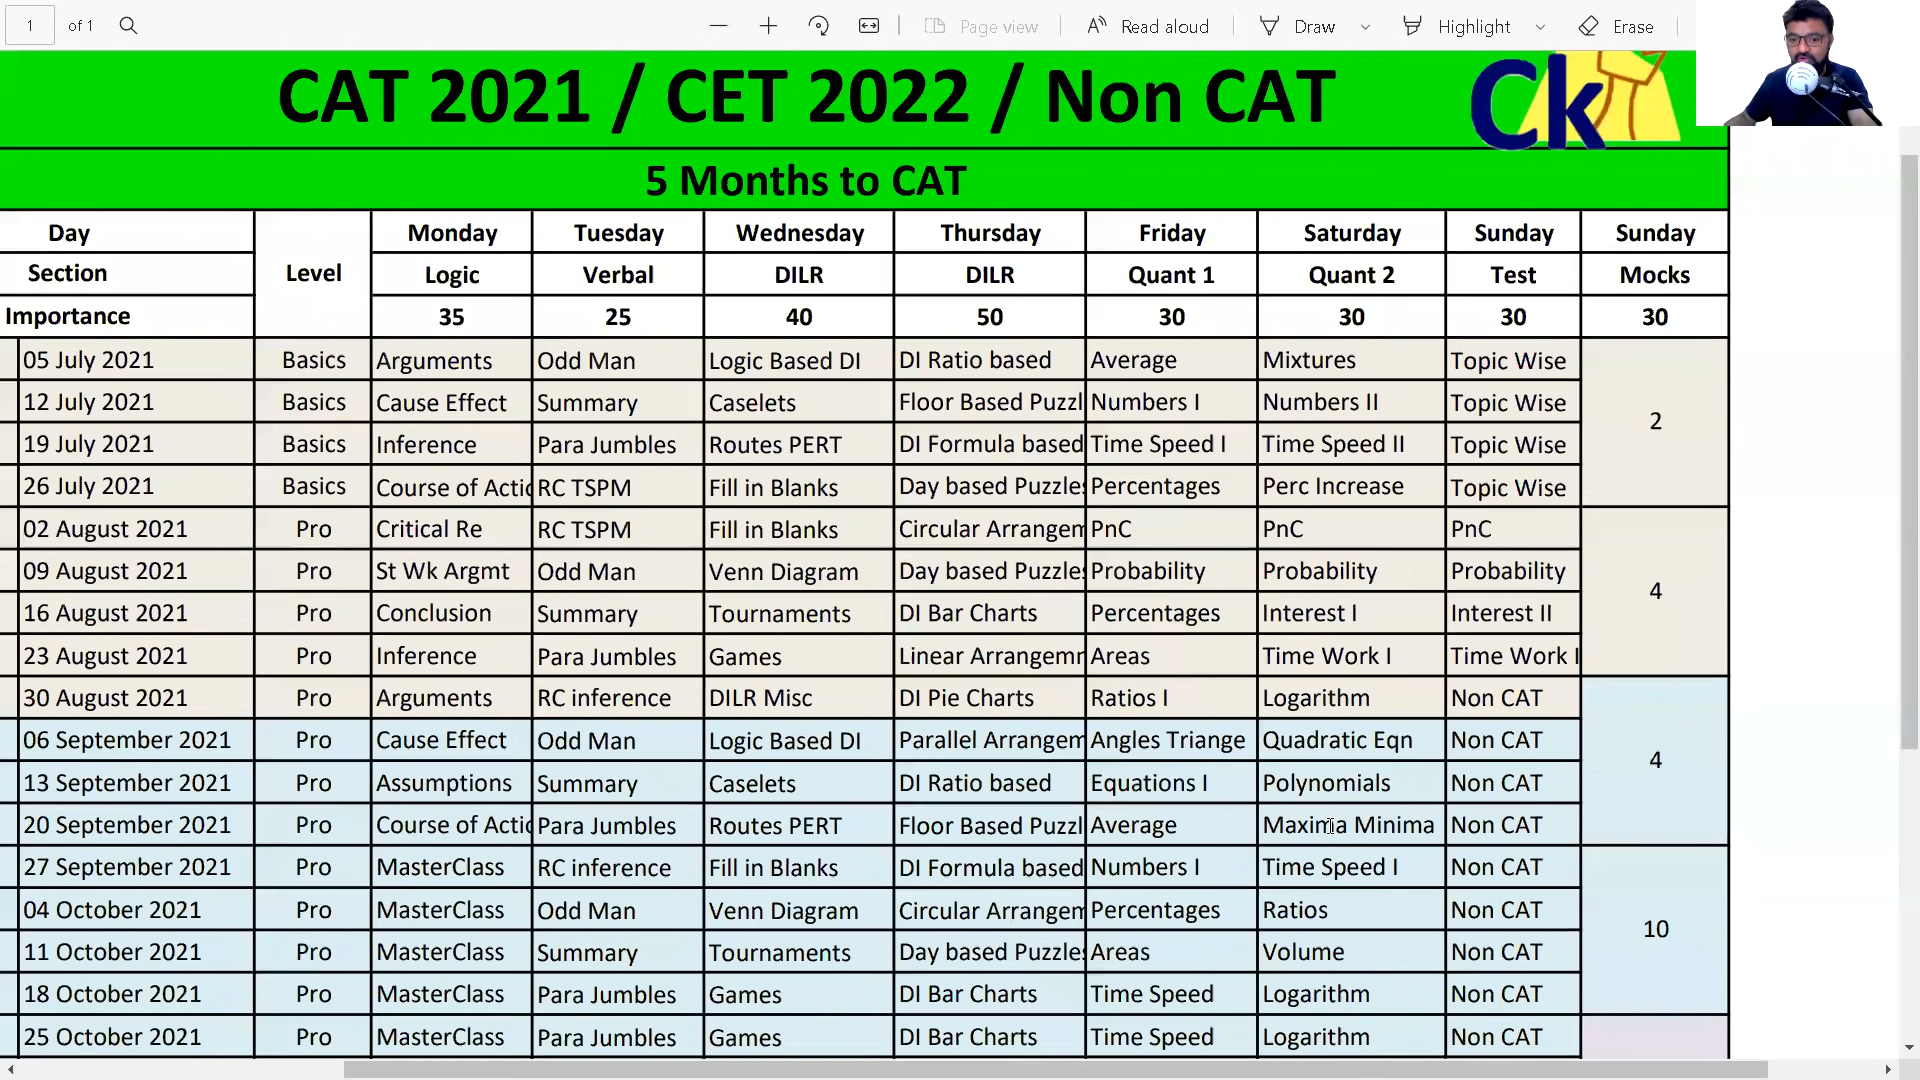 1 of 1 Page view Read aloud Draw Highlight Erase
CAT 2021 / CET 2022 / Non CAT
Ck
5 Months to CAT
Day Level Monday Tuesday Wednesday Thursday Friday Saturday Sunday Sunday
Section Logic Verbal DILR DILR Quant 1 Quant 2 Test Mocks
Importance 35 25 40 50 30 30 30 30
05 July 2021 Basics Arguments Odd Man Logic Based DI DI Ratio based Average Mixtures Topic Wise 2
12 July 2021 Basics Cause Effect Summary Caselets Floor Based Puzzl Numbers I Numbers II Topic Wise
19 July 2021 Basics Inference Para Jumbles Routes PERT DI Formula based Time Speed I Time Speed II Topic Wise
26 July 2021 Basics Course of Actic RC TSPM Fill in Blanks Day based Puzzles Percentages Perc Increase Topic Wise
02 August 2021 Pro Critical Re RC TSPM Fill in Blanks Circular Arrangem PnC PnC PnC 4
09 August 2021 Pro St Wk Argmt Odd Man Venn Diagram Day based Puzzles Probability Probability Probability
16 August 2021 Pro Conclusion Summary Tournaments DI Bar Charts Percentages Interest I Interest II
23 August 2021 Pro Inference Para Jumbles Games Linear Arrangemn Areas Time Work I Time Work I
30 August 2021 Pro Arguments RC inference DILR Misc DI Pie Charts Ratios I Logarithm Non CAT 4
06 September 2021 Pro Cause Effect Odd Man Logic Based DI Parallel Arrangem Angles Triange Quadratic Eqn Non CAT
13 September 2021 Pro Assumptions Summary Caselets DI Ratio based Equations I Polynomials Non CAT
20 September 2021 Pro Course of Actic Para Jumbles Routes PERT Floor Based Puzzl Average Maxima Minima Non CAT
27 September 2021 Pro MasterClass RC inference Fill in Blanks DI Formula based Numbers I Time Speed I Non CAT 10
04 October 2021 Pro MasterClass Odd Man Venn Diagram Circular Arrangem Percentages Ratios Non CAT
11 October 2021 Pro MasterClass Summary Tournaments Day based Puzzles Areas Volume Non CAT
18 October 2021 Pro MasterClass Para Jumbles Games DI Bar Charts Time Speed Logarithm Non CAT
25 October 2021 Pro MasterClass Para Jumbles Games DI Bar Charts Time Speed Logarithm Non CAT